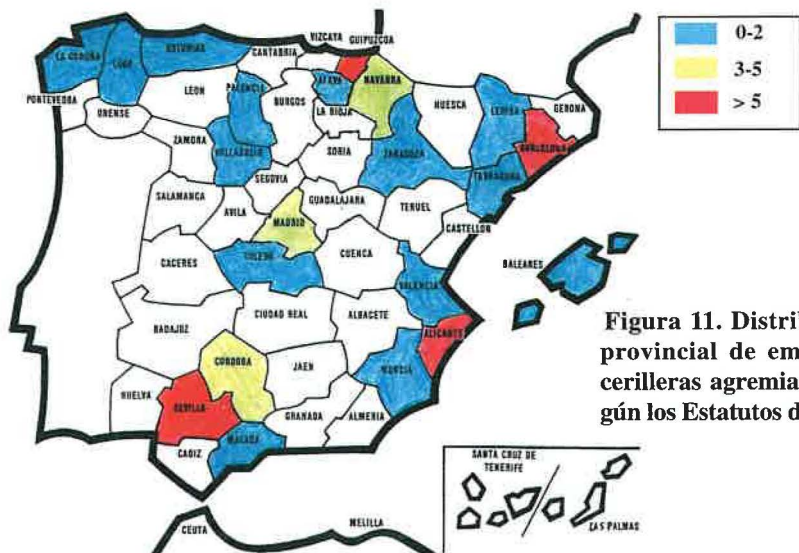 VIZCAYA GUIPUZCOA
LA CORUÑA LUGO ASTURIAS CANTABRIA
ALAVA NAVARRA
PONTEVEDRA ORENSE LEON PALENCIA BURGOS LA RIOJA HUESCA LERIDA GERONA
ZAMORA VALLADOLID SORIA ZARAGOZA BARCELONA
SEGOVIA TARRAGONA
SALAMANCA AVILA GUADALAJARA TERUEL
MADRID CASTELLON
CACERES TOLEDO CUENCA VALENCIA BALEARES
BADAJOZ CIUDAD REAL ALBACETE ALICANTE
CORDOBA JAEN MURCIA
HUELVA SEVILLA GRANADA ALMERIA
CADIZ MALAGA
CEUTA MELILLA
SANTA CRUZ DE
TENERIFE
LAS PALMAS
0-2
3-5
> 5
Figura 11. Distrib
provincial de em
cerilleras agremia
gún los Estatutos d